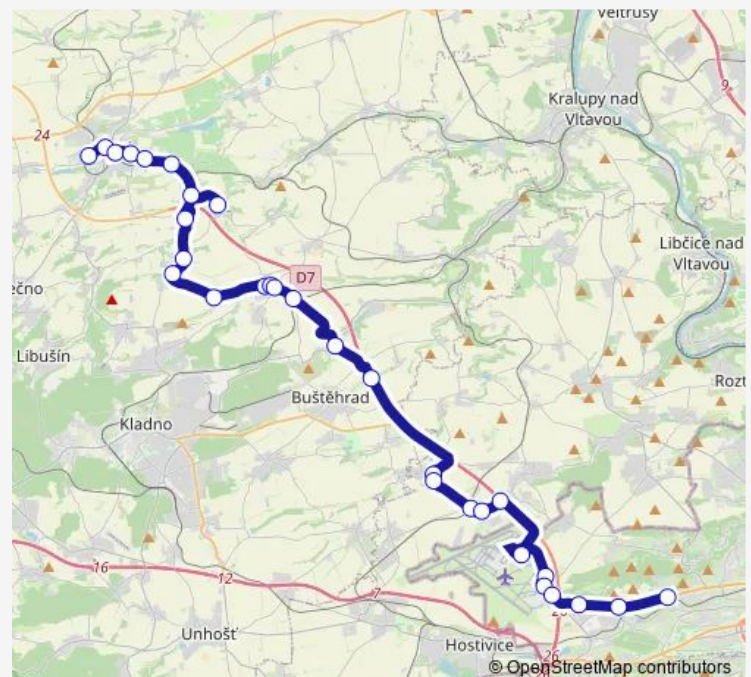 Veltrusy
9
Kralupy nad
Vltavou
24
Libčice nad
Vltavou
D7
ečno
Libušín
Rozt
Buštěhrad
Kladno
16
12
7
Unhošť
20
Hostivice
26
© OpenStreetMap contributors